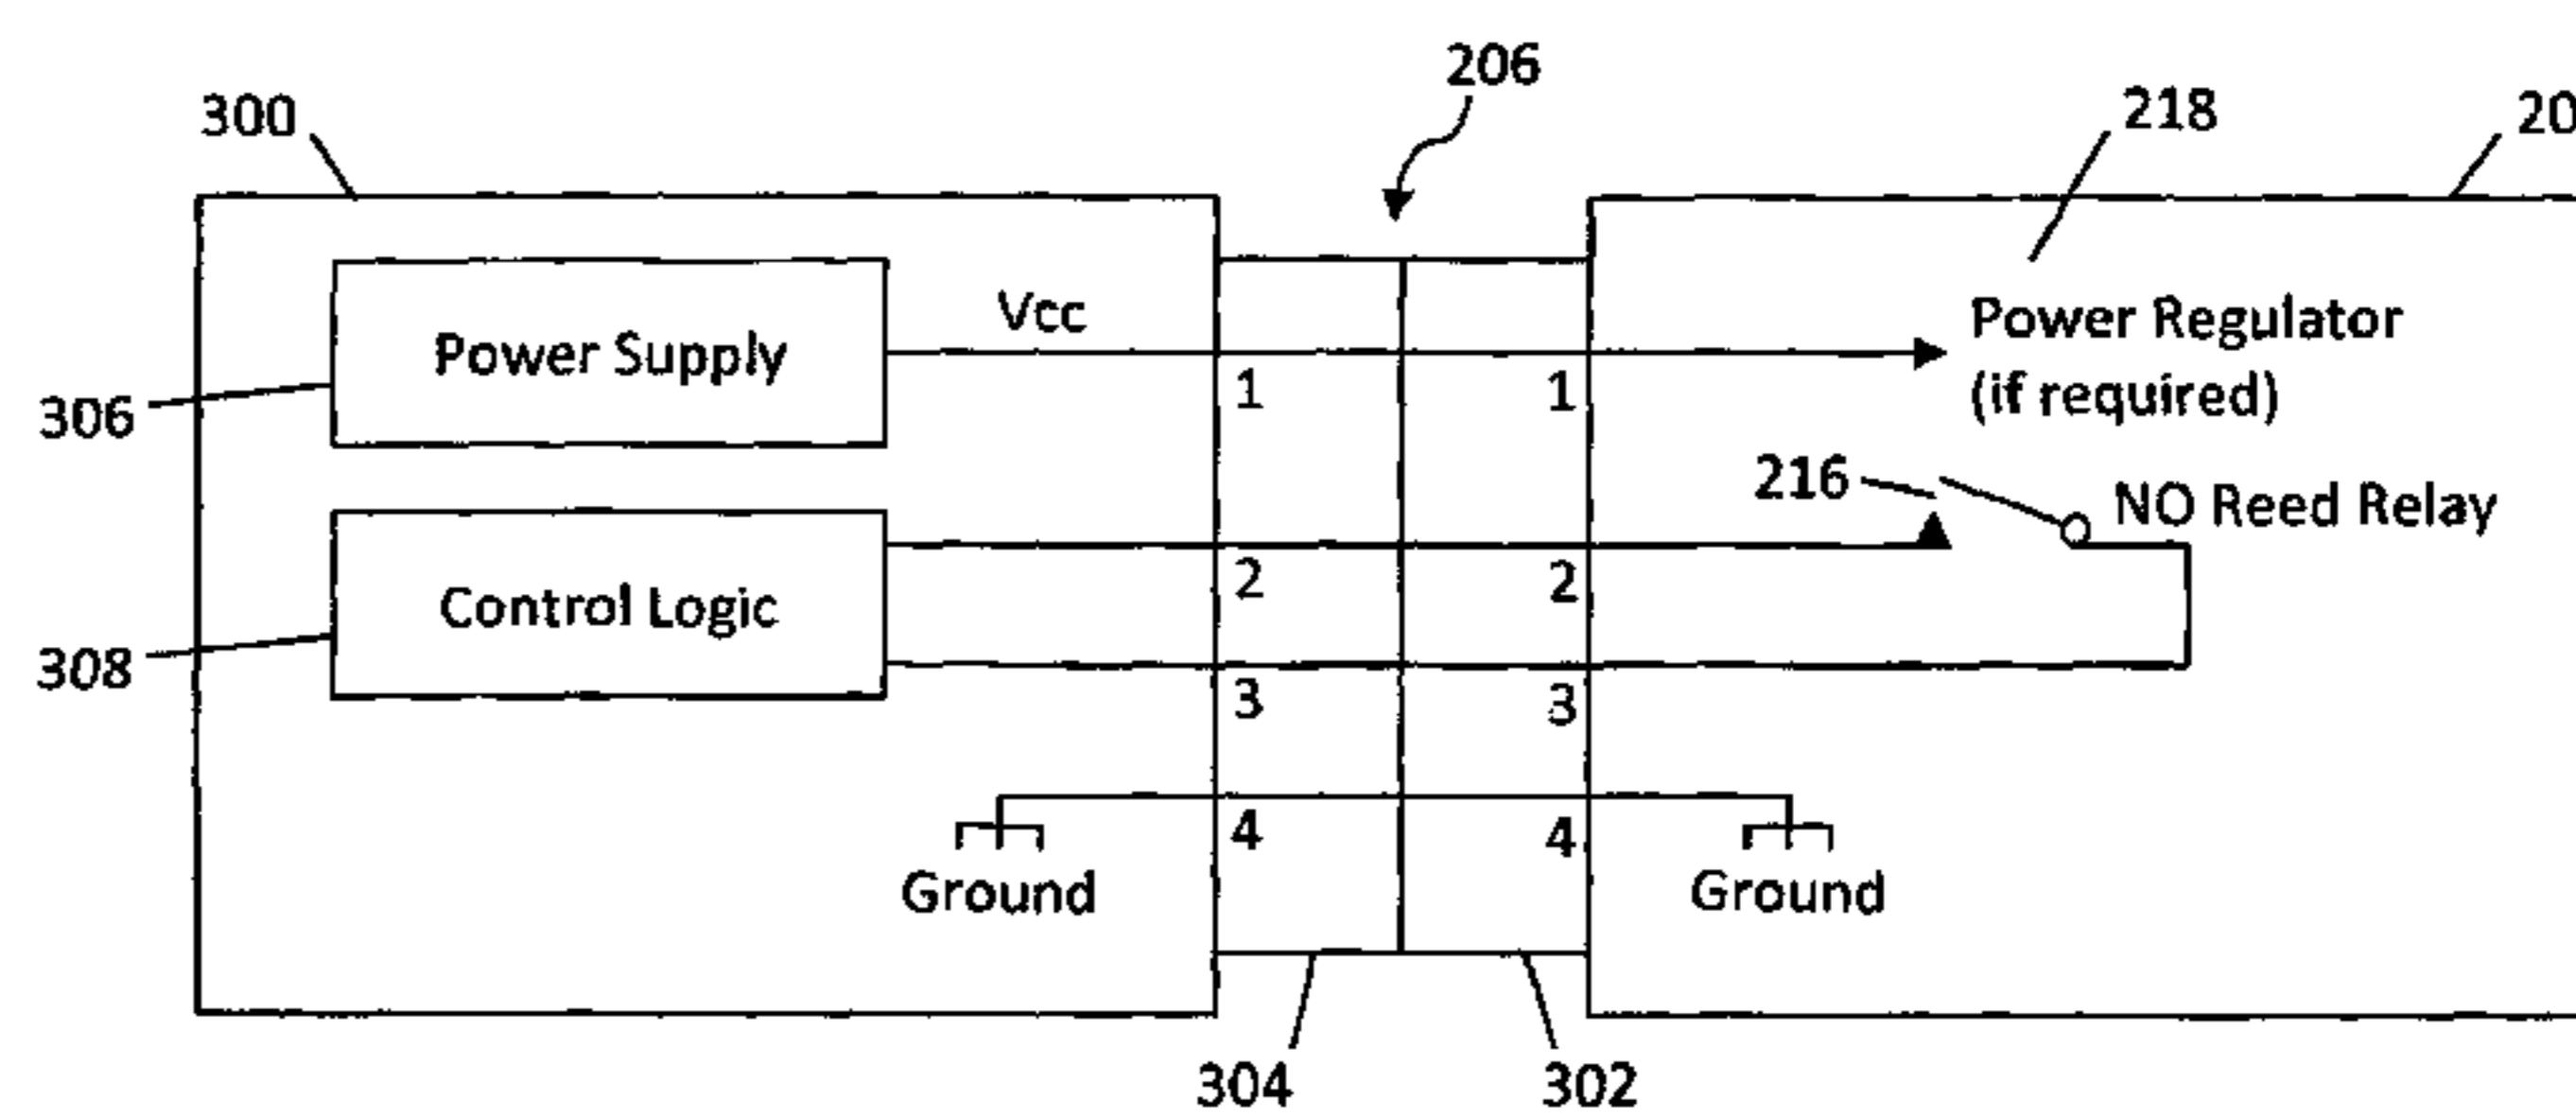 206
300
218
20
Vcc
Power Supply
Power Regulator
(if required)
306
1 1
216
NO Reed Relay
2 2
Control Logic
308
3 3
4 4
Ground Ground
304 302